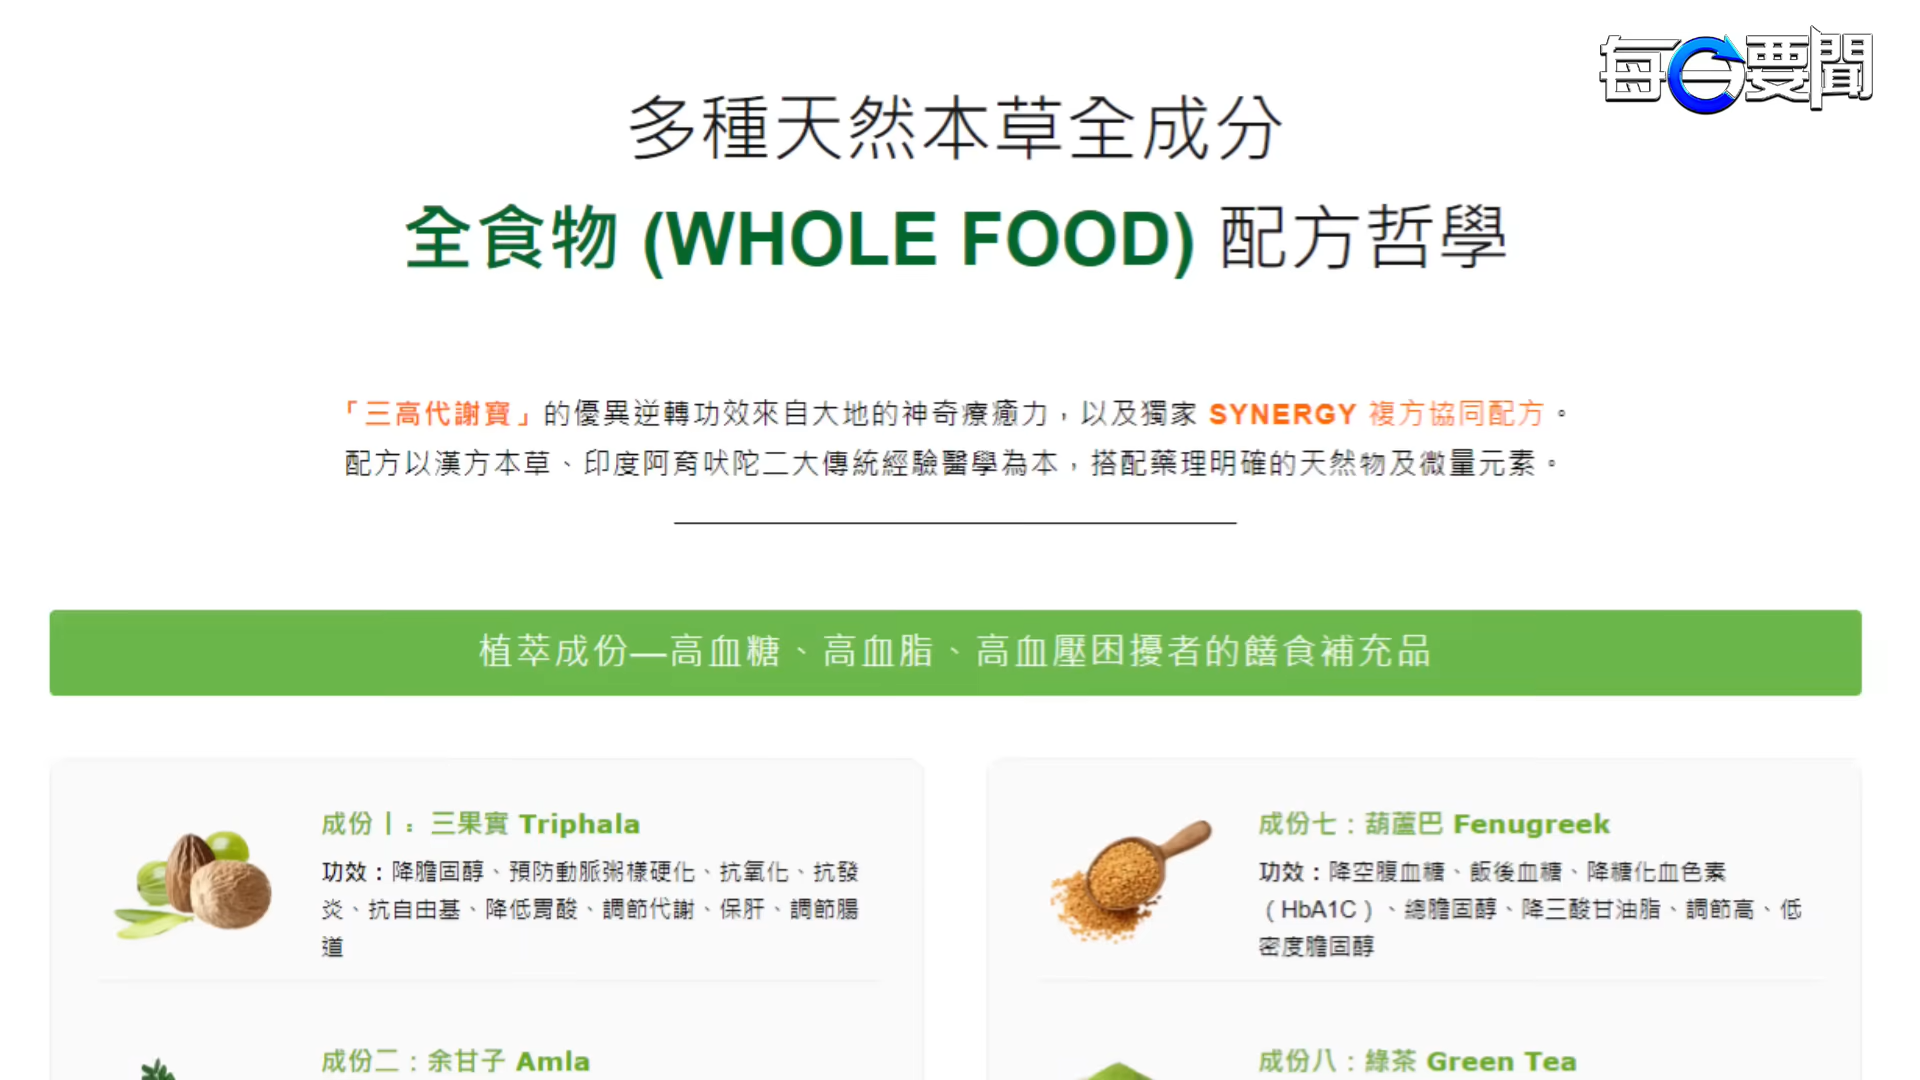 每日要聞
多種天然本草全成分
全食物 (WHOLE FOOD) 配方哲學
「三高代謝寶」的優異逆轉功效來自大地的神奇療癒力，以及獨家 SYNERGY 複方協同配方。
配方以漢方本草、印度阿育吠陀二大傳統經驗醫學為本，搭配藥理明確的天然物及微量元素。
植萃成份—高血糖、高血脂、高血壓困擾者的膳食補充品
成份一：三果實 Triphala
功效：降膽固醇、預防動脈粥樣硬化、抗氧化、抗發
炎、抗自由基、降低胃酸、調節代謝、保肝、調節腸
道
成份二：余甘子 Amla
成份七：葫蘆巴 Fenugreek
功效：降空腹血糖、飯後血糖、降糖化血色素
（HbA1C）、總膽固醇、降三酸甘油脂、調節高、低
密度膽固醇
成份八：綠茶 Green Tea